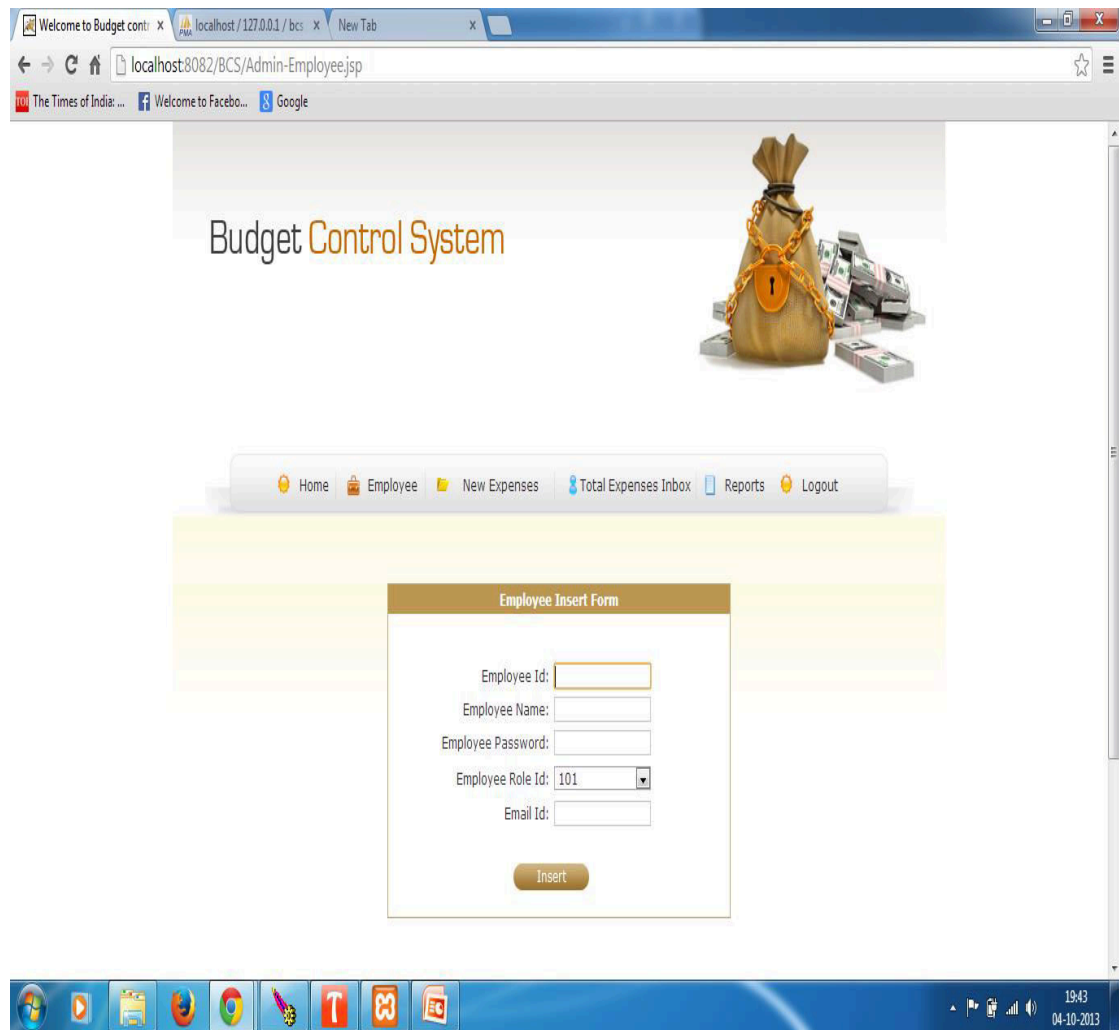 Welcome to Budget contr x localhost / 127.0.0.1 / bcs x New Tab x
localhost:8082/BCS/Admin-Employee.jsp
TOI The Times of India: ... Welcome to Facebo... Google
Budget Control System
Home Employee New Expenses Total Expenses Inbox Reports Logout
Employee Insert Form
Employee Id:
Employee Name:
Employee Password:
Employee Role Id: 101
Email Id:
Insert
19:43
04-10-2013